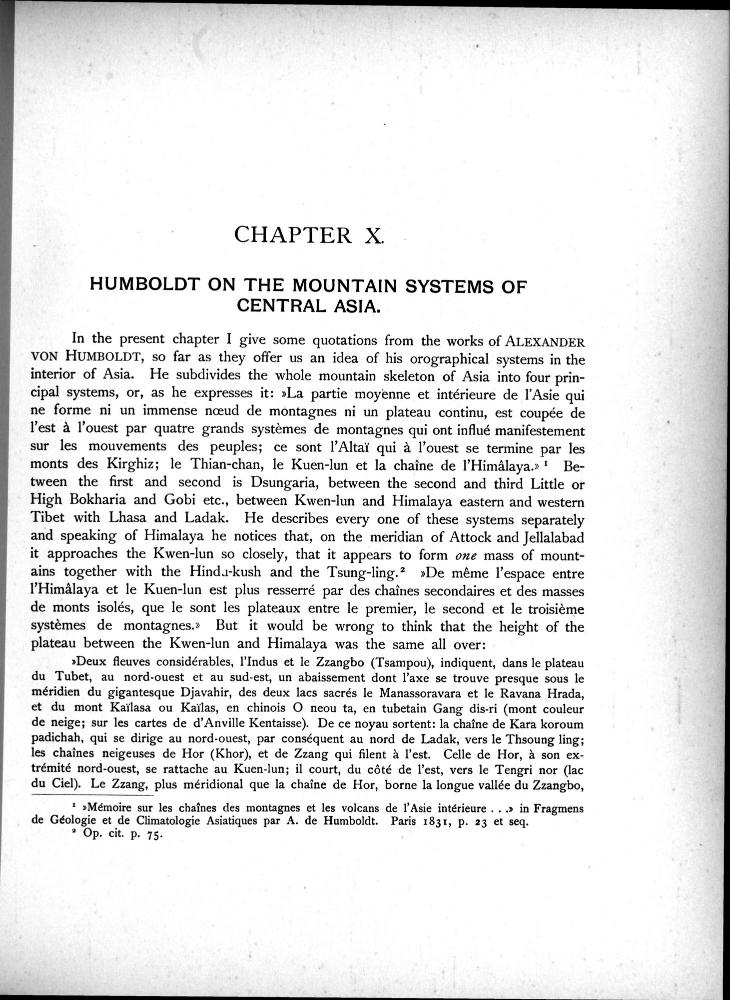 CHAPTER X.
HUMBOLDT ON THE MOUNTAIN SYSTEMS OF
CENTRAL ASIA.
In the present chapter I give some quotations from the works of ALEXANDER
VON HUMBOLDT, so far as they offer us an idea of his orographical systems in the
interior of Asia. He subdivides the whole mountain skeleton of Asia into four prin-
cipal systems, or, as he expresses it: »La partie moyenne et intérieure de l'Asie qui
ne forme ni un immense nœud de montagnes ni un plateau continu, est coupée de
l'est à l'ouest par quatre grands systèmes de montagnes qui ont influé manifestement
sur les mouvements des peuples; ce sont l'Altaï qui à l'ouest se termine par les
monts des Kirghiz; le Thian-chan, le Kuen-lun et la chaîne de l'Himâlaya.» ¹ Be-
tween the first and second is Dsungaria, between the second and third Little or
High Bokharia and Gobi etc., between Kwen-lun and Himalaya eastern and western
Tibet with Lhasa and Ladak. He describes every one of these systems separately
and speaking of Himalaya he notices that, on the meridian of Attock and Jellalabad
it approaches the Kwen-lun so closely, that it appears to form one mass of mount-
ains together with the Hindu-kush and the Tsung-ling.² »De même l'espace entre
l'Himâlaya et le Kuen-lun est plus resserré par des chaînes secondaires et des masses
de monts isolés, que le sont les plateaux entre le premier, le second et le troisième
systèmes de montagnes.» But it would be wrong to think that the height of the
plateau between the Kwen-lun and Himalaya was the same all over:
»Deux fleuves considérables, l'Indus et le Zzangbo (Tsampou), indiquent, dans le plateau
du Tubet, au nord-ouest et au sud-est, un abaissement dont l'axe se trouve presque sous le
méridien du gigantesque Djavahir, des deux lacs sacrés le Manassoravara et le Ravana Hrada,
et du mont Kaïlasa ou Kaïlas, en chinois O neou ta, en tubetain Gang dis-ri (mont couleur
de neige; sur les cartes de d'Anville Kentaisse). De ce noyau sortent: la chaîne de Kara koroum
padichah, qui se dirige au nord-ouest, par conséquent au nord de Ladak, vers le Thsoung ling;
les chaînes neigeuses de Hor (Khor), et de Zzang qui filent à l'est. Celle de Hor, à son ex-
trémité nord-ouest, se rattache au Kuen-lun; il court, du côté de l'est, vers le Tengri nor (lac
du Ciel). Le Zzang, plus méridional que la chaîne de Hor, borne la longue vallée du Zzangbo,
¹ »Mémoire sur les chaînes des montagnes et les volcans de l'Asie intérieure . . .» in Fragmens
de Géologie et de Climatologie Asiatiques par A. de Humboldt. Paris 1831, p. 23 et seq.
² Op. cit. p. 75.